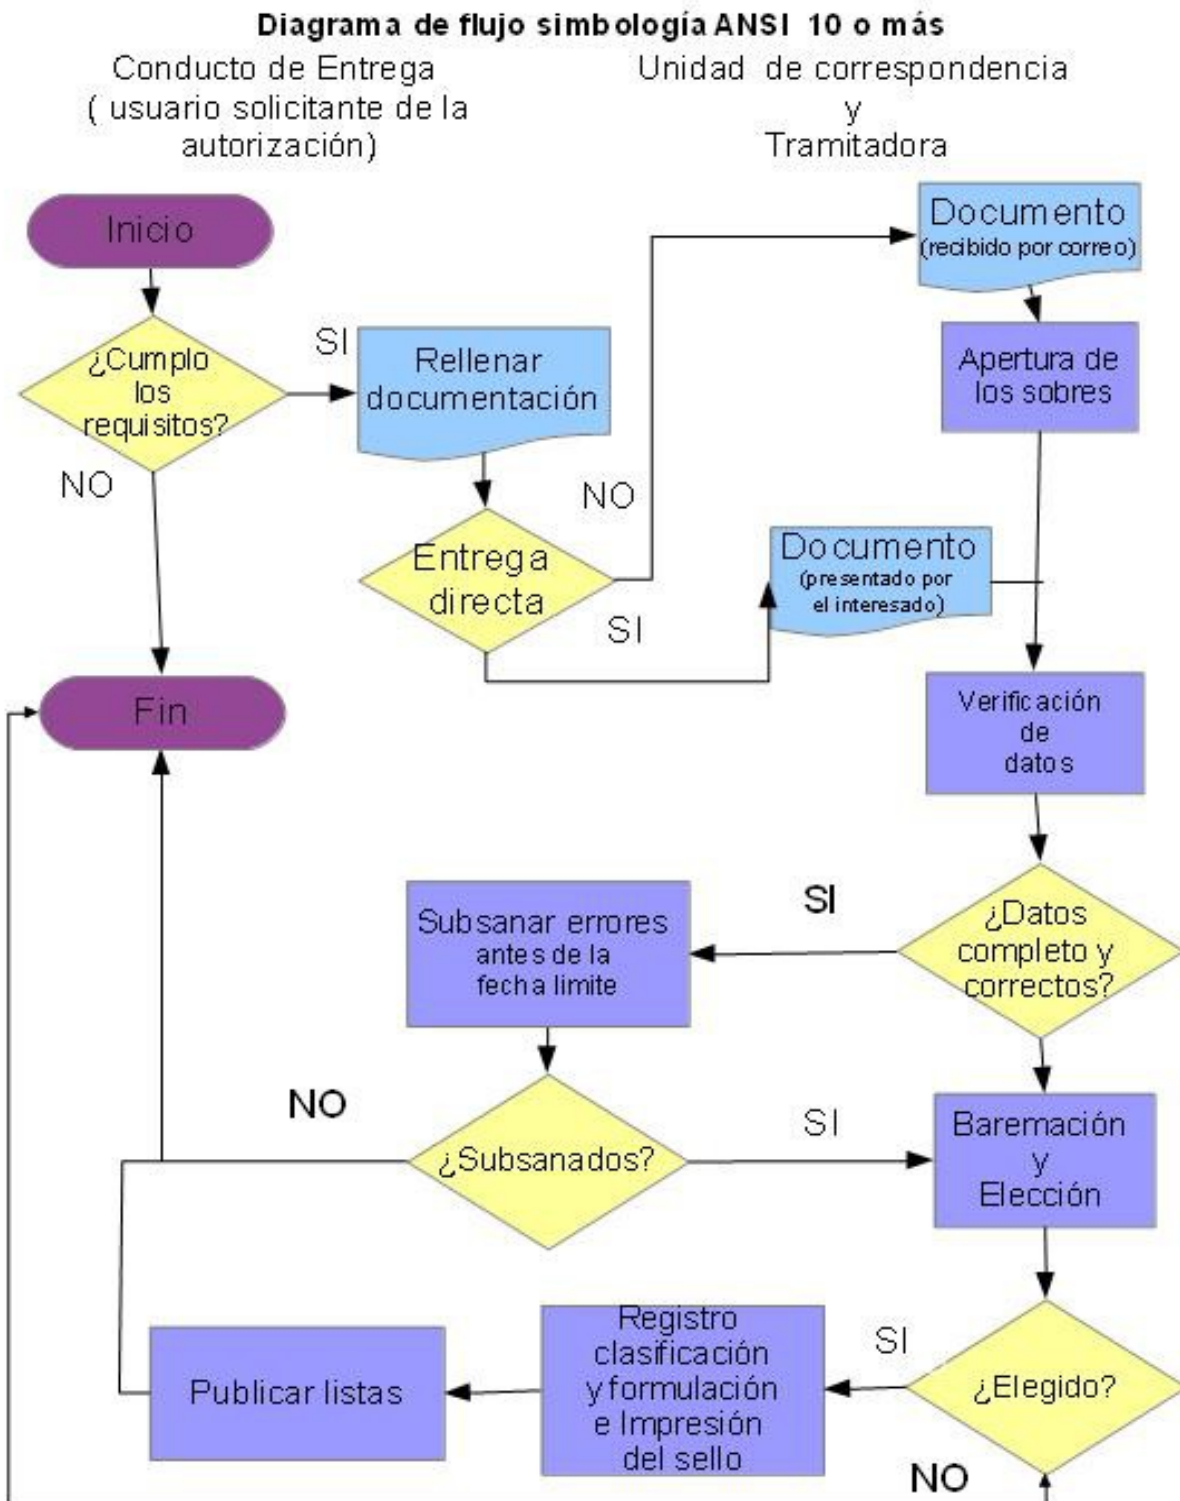 Diagrama de flujo simbología ANSI 10 o más
Conducto de Entrega
( usuario solicitante de la
autorización)
Unidad de correspondencia
y
Tramitadora
Inicio
¿Cumplo
los
requisitos?
SI
NO
Rellenar
documentación
Entrega
directa
NO
SI
Documento
(recibido por correo)
Apertura de
los sobres
Documento
(presentado por
el interesado)
Fin
Verificación
de
datos
¿Datos
completo y
correctos?
SI
Subsanar errores
antes de la
fecha limite
¿Subsanados?
NO
SI
Baremación
y
Elección
¿Elegido?
SI
NO
Registro
clasificación
y formulación
e Impresión
del sello
Publicar listas